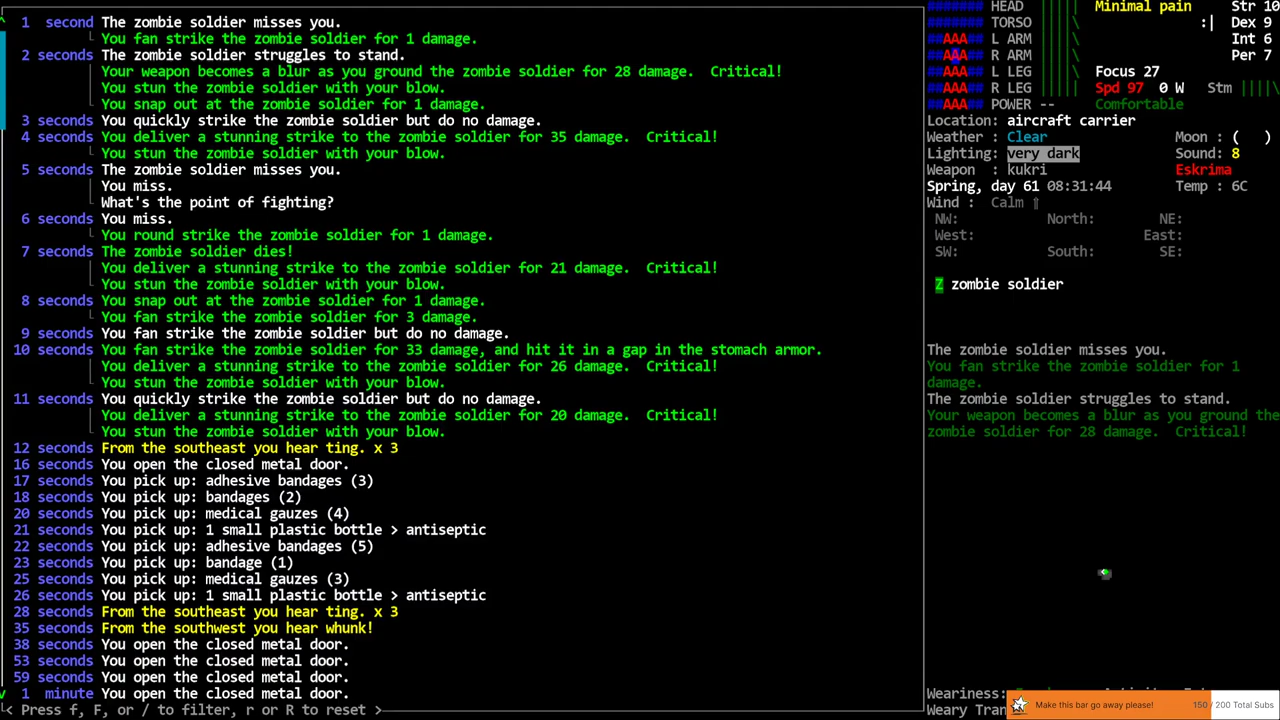 1 second The zombie soldier misses you.
You fan strike the zombie soldier for 1 damage.
2 seconds The zombie soldier struggles to stand.
Your weapon becomes a blur as you ground the zombie soldier for 28 damage. Critical!
You stun the zombie soldier with your blow.
You snap out at the zombie soldier for 1 damage.
3 seconds You quickly strike the zombie soldier but do no damage.
4 seconds You deliver a stunning strike to the zombie soldier for 35 damage. Critical!
You stun the zombie soldier with your blow.
5 seconds The zombie soldier misses you.
You miss.
What's the point of fighting?
6 seconds You miss.
You round strike the zombie soldier for 1 damage.
7 seconds The zombie soldier dies!
You deliver a stunning strike to the zombie soldier for 21 damage. Critical!
You stun the zombie soldier with your blow.
8 seconds You snap out at the zombie soldier for 1 damage.
You fan strike the zombie soldier for 3 damage.
9 seconds You fan strike the zombie soldier but do no damage.
10 seconds You fan strike the zombie soldier for 33 damage, and hit it in a gap in the stomach armor.
You deliver a stunning strike to the zombie soldier for 26 damage. Critical!
You stun the zombie soldier with your blow.
11 seconds You quickly strike the zombie soldier but do no damage.
You deliver a stunning strike to the zombie soldier for 20 damage. Critical!
You stun the zombie soldier with your blow.
12 seconds From the southeast you hear ting. x 3
16 seconds You open the closed metal door.
17 seconds You pick up: adhesive bandages (3)
18 seconds You pick up: bandages (2)
20 seconds You pick up: medical gauzes (4)
21 seconds You pick up: 1 small plastic bottle > antiseptic
22 seconds You pick up: adhesive bandages (5)
23 seconds You pick up: bandage (1)
25 seconds You pick up: medical gauzes (3)
26 seconds You pick up: 1 small plastic bottle > antiseptic
28 seconds From the southeast you hear ting. x 3
35 seconds From the southwest you hear whunk!
38 seconds You open the closed metal door.
53 seconds You open the closed metal door.
59 seconds You open the closed metal door.
1 minute You open the closed metal door.
< Press f, F, or / to filter, r or R to reset >
####### HEAD |||||  Minimal pain Str 10
####### TORSO ||||\ :| Dex 9
##AAA## L ARM ||||\ Int 6
##AAA## R ARM ||||\ Per 7
##AAA## L LEG ||||\ Focus 27
##AAA## R LEG ||||\ Spd 97 0 W Stm ||||\
##AAA## POWER -- Comfortable
Location: aircraft carrier
Weather : Clear Moon : ( )
Lighting: very dark Sound: 8
Weapon : kukri Eskrima
Spring, day 61 08:31:44 Temp : 6C
Wind : Calm ⇑
NW: North: NE:
West: East:
SW: South: SE:
Z zombie soldier
The zombie soldier misses you.
You fan strike the zombie soldier for 1
damage.
The zombie soldier struggles to stand.
Your weapon becomes a blur as you ground the
zombie soldier for 28 damage. Critical!
Weariness:
Weary Tran
Make this bar go away please! 150 / 200 Total Subs